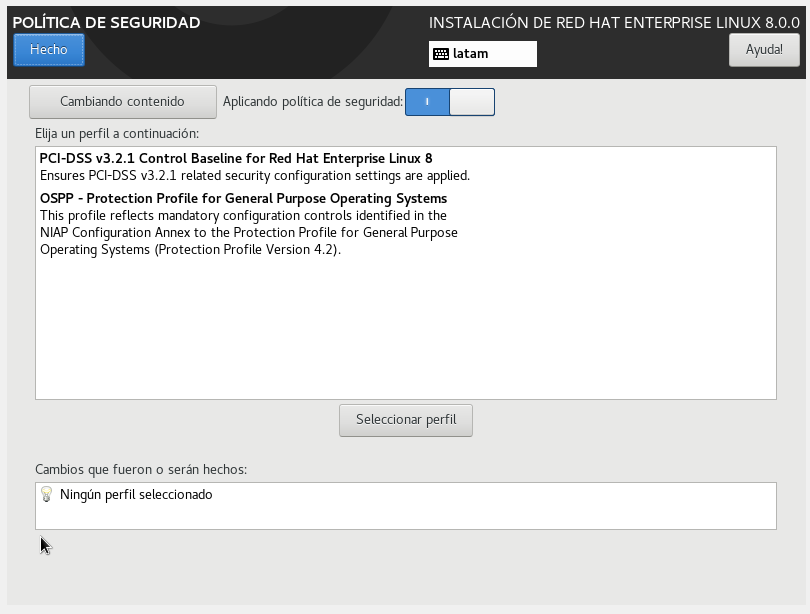 POLÍTICA DE SEGURIDAD
INSTALACIÓN DE RED HAT ENTERPRISE LINUX 8.0.0
Hecho
latam
Ayuda!
Cambiando contenido
Aplicando política de seguridad:
Elija un perfil a continuación:
PCI-DSS v3.2.1 Control Baseline for Red Hat Enterprise Linux 8
Ensures PCI-DSS v3.2.1 related security configuration settings are applied.
OSPP - Protection Profile for General Purpose Operating Systems
This profile reflects mandatory configuration controls identified in the
NIAP Configuration Annex to the Protection Profile for General Purpose
Operating Systems (Protection Profile Version 4.2).
Seleccionar perfil
Cambios que fueron o serán hechos:
Ningún perfil seleccionado